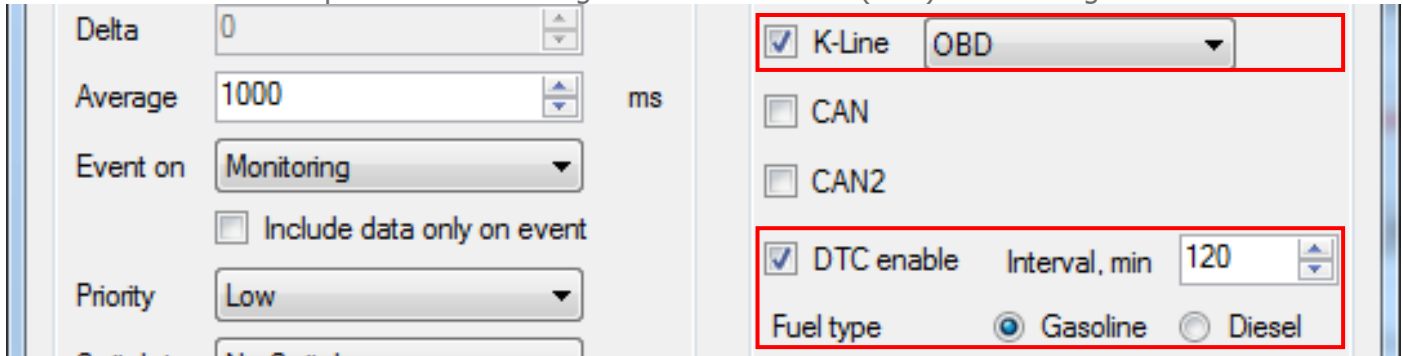 Delta 0
Average 1000 ms
Event on Monitoring
Include data only on event
Priority Low
K-Line OBD
CAN
CAN2
DTC enable Interval, min 120
Fuel type Gasoline Diesel